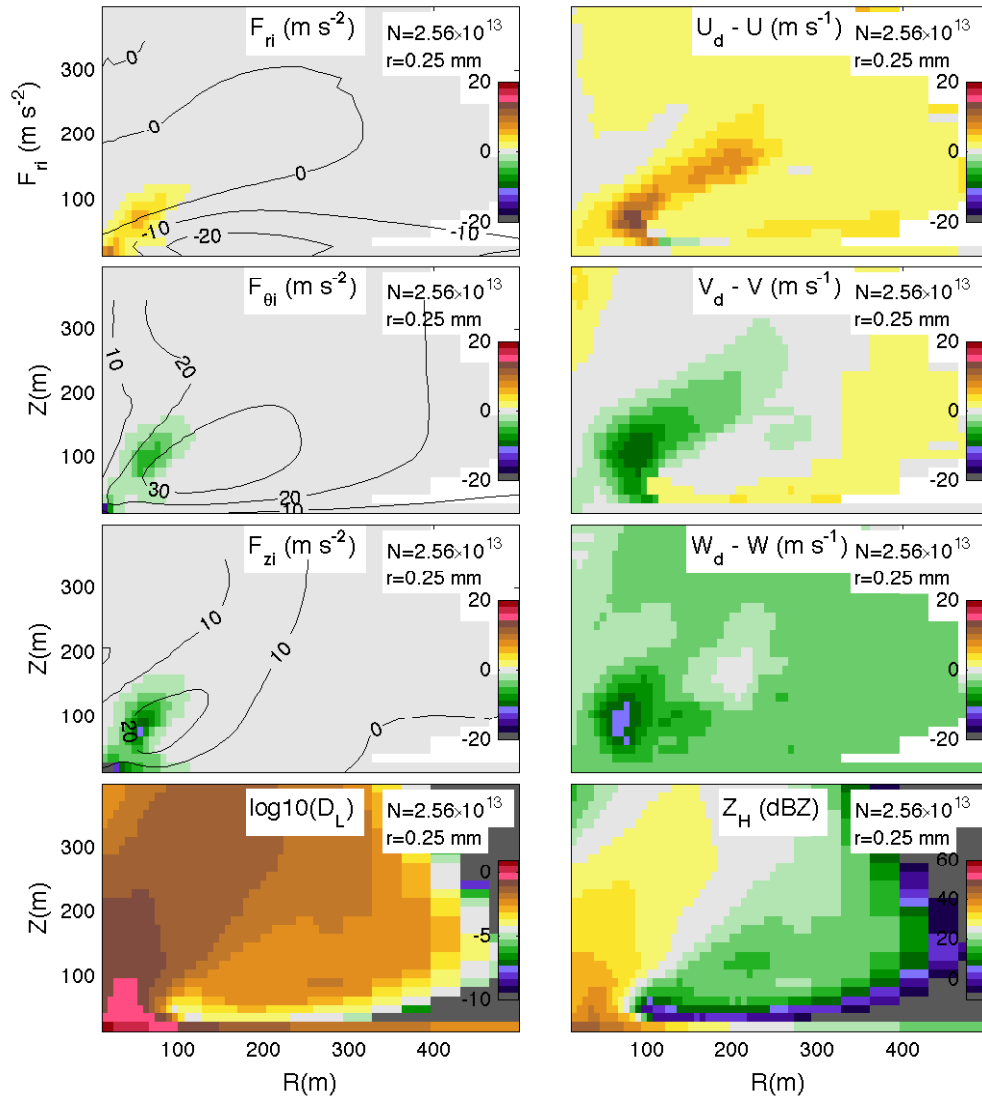 F_ri (m s^-2)
N=2.56×10^13
r=0.25 mm
U_d - U (m s^-1)
N=2.56×10^13
r=0.25 mm
F_ri (m s^-2)
300
200
100
0
0
0
-10
-20
-10
20
0
-20
20
0
-20
F_θi (m s^-2)
N=2.56×10^13
r=0.25 mm
V_d - V (m s^-1)
N=2.56×10^13
r=0.25 mm
Z(m)
300
200
100
10
20
30
20
10
20
0
-20
20
0
-20
F_zi (m s^-2)
N=2.56×10^13
r=0.25 mm
W_d - W (m s^-1)
N=2.56×10^13
r=0.25 mm
Z(m)
300
200
100
10
10
20
0
20
0
-20
20
0
-20
log10(D_L)
N=2.56×10^13
r=0.25 mm
Z_H (dBZ)
N=2.56×10^13
r=0.25 mm
Z(m)
300
200
100
0
-5
-10
60
40
20
0
100 200 300 400
R(m)
100 200 300 400
R(m)